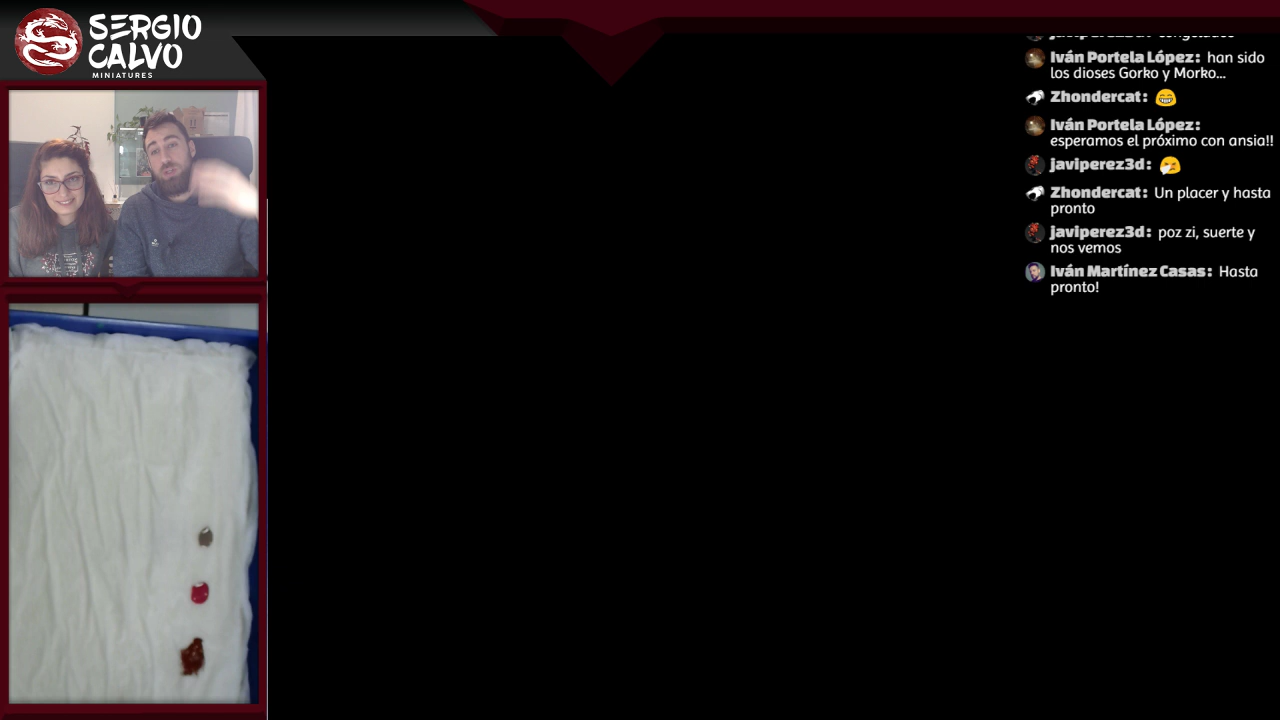 SERGIO
CALVO
MINIATURES
Iván Portela López: han sido
los dioses Gorko y Morko...
Zhondercat: 😁
Iván Portela López:
esperamos el próximo con ansia!!
javiperez3d: 🤧
Zhondercat: Un placer y hasta
pronto
javiperez3d: poz zi, suerte y
nos vemos
Iván Martínez Casas: Hasta
pronto!